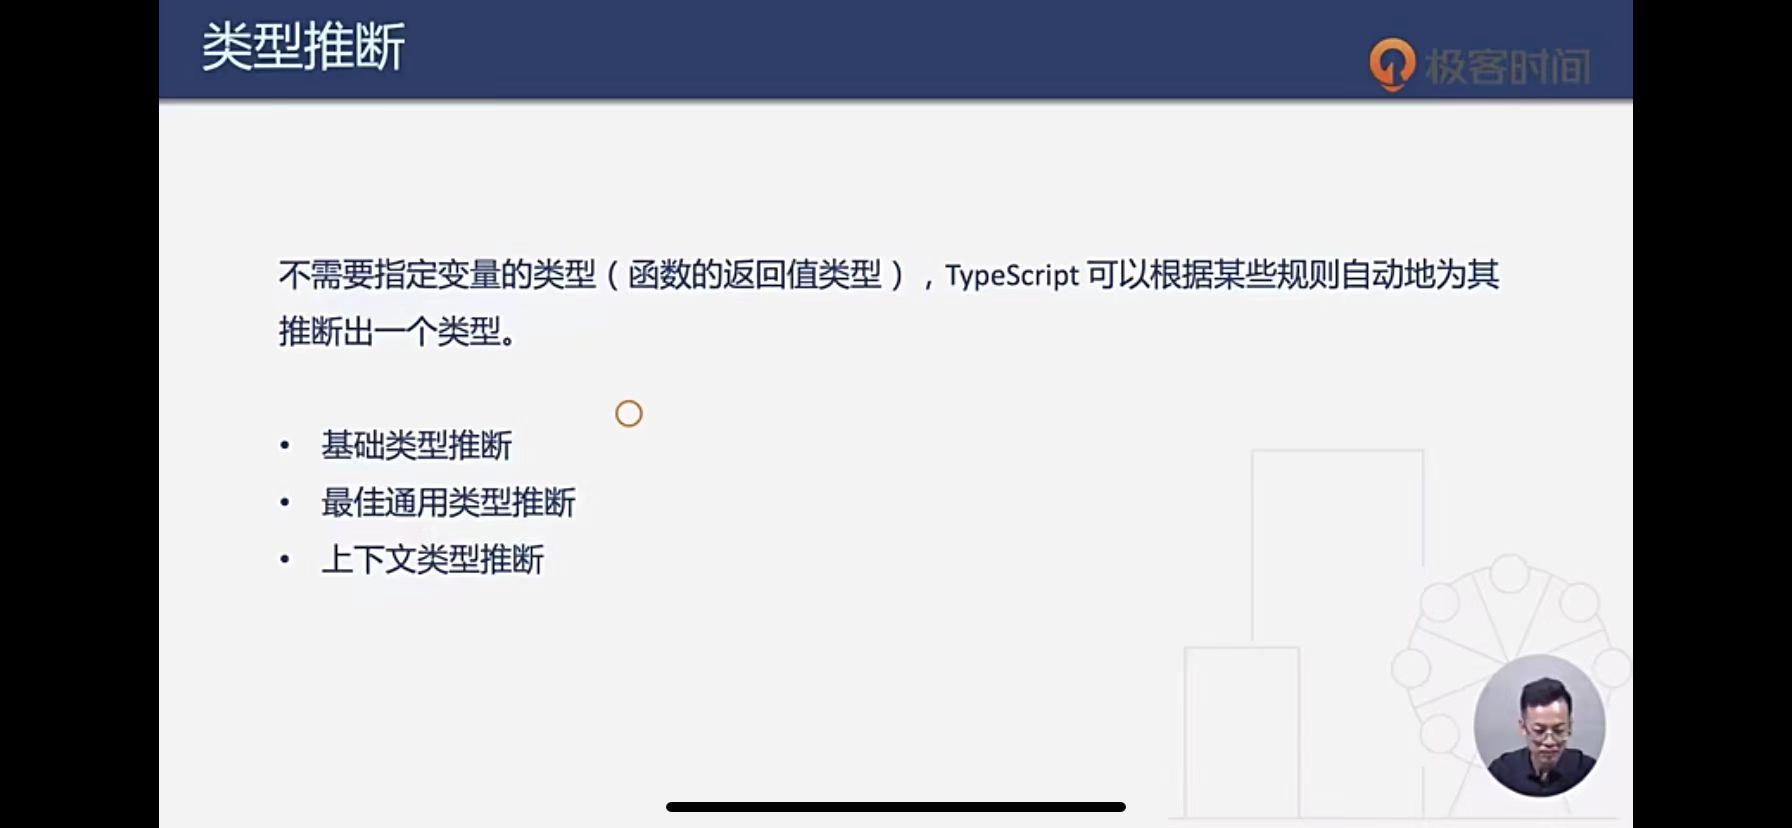 类型推断
极客时间
不需要指定变量的类型（函数的返回值类型），TypeScript 可以根据某些规则自动地为其
推断出一个类型。
• 基础类型推断
• 最佳通用类型推断
• 上下文类型推断